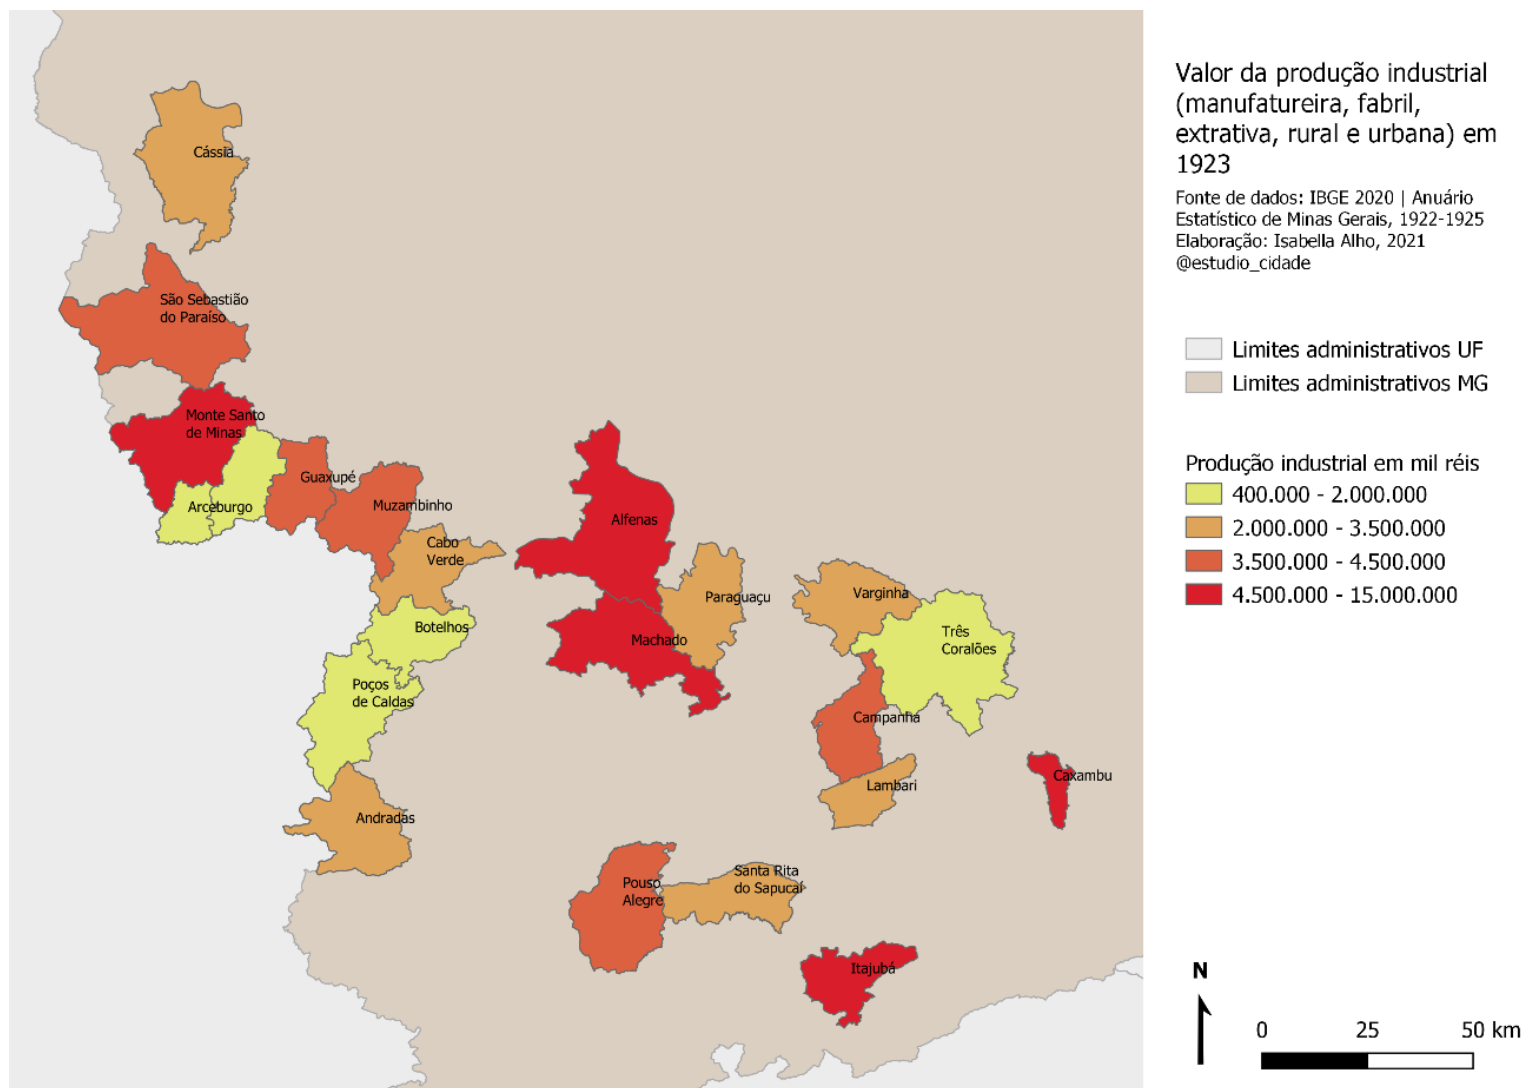 Valor da produção industrial
(manufatureira, fabril,
extrativa, rural e urbana) em
1923
Fonte de dados: IBGE 2020 | Anuário
Estatístico de Minas Gerais, 1922-1925
Elaboração: Isabella Alho, 2021
@estudio_cidade
Limites administrativos UF
Limites administrativos MG
Produção industrial em mil réis
400.000 - 2.000.000
2.000.000 - 3.500.000
3.500.000 - 4.500.000
4.500.000 - 15.000.000
Cássia
São Sebastião
do Paraíso
Monte Santo
de Minas
Guaxupé
Arceburgo
Muzambinho
Alfenas
Cabo
Verde
Varginha
Paraguaçu
Botelhos
Três
Coralões
Machado
Poços
de Caldas
Campanha
Caxambu
Lambari
Andradas
Santa Rita
do Sapucaí
Pouso
Alegre
Itajubá
N
0 25 50 km